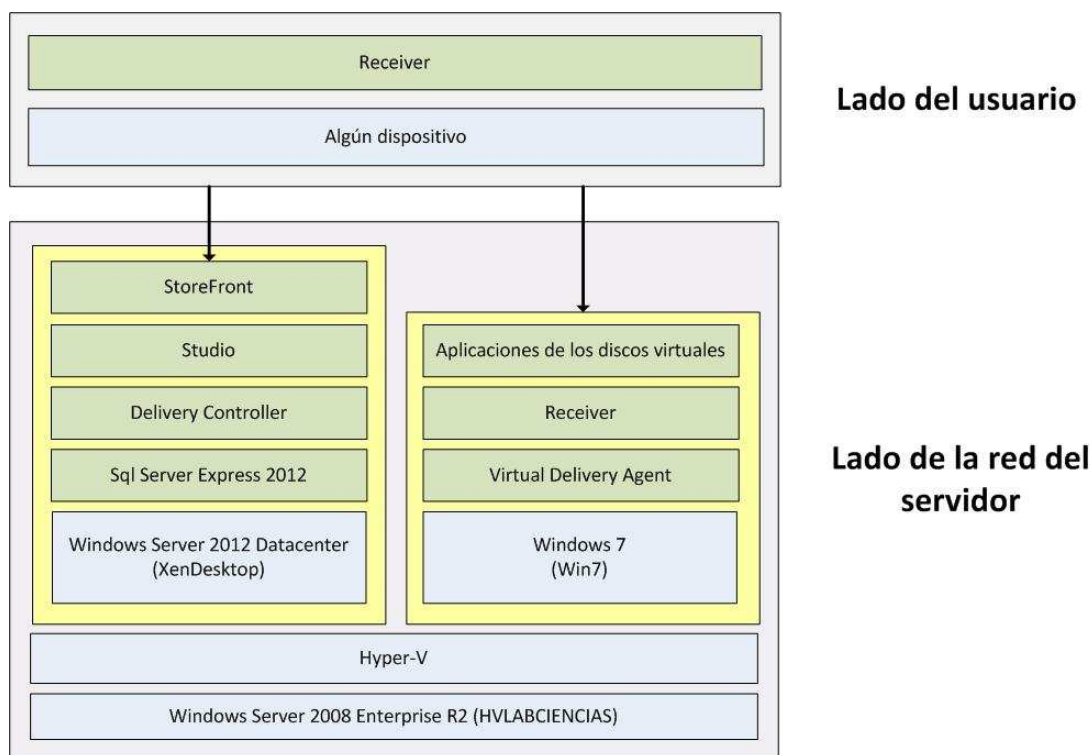 Receiver
Algún dispositivo
Lado del usuario
StoreFront
Studio
Delivery Controller
Sql Server Express 2012
Windows Server 2012 Datacenter
(XenDesktop)
Aplicaciones de los discos virtuales
Receiver
Virtual Delivery Agent
Windows 7
(Win7)
Lado de la red del
servidor
Hyper-V
Windows Server 2008 Enterprise R2 (HVLABCIENCIAS)